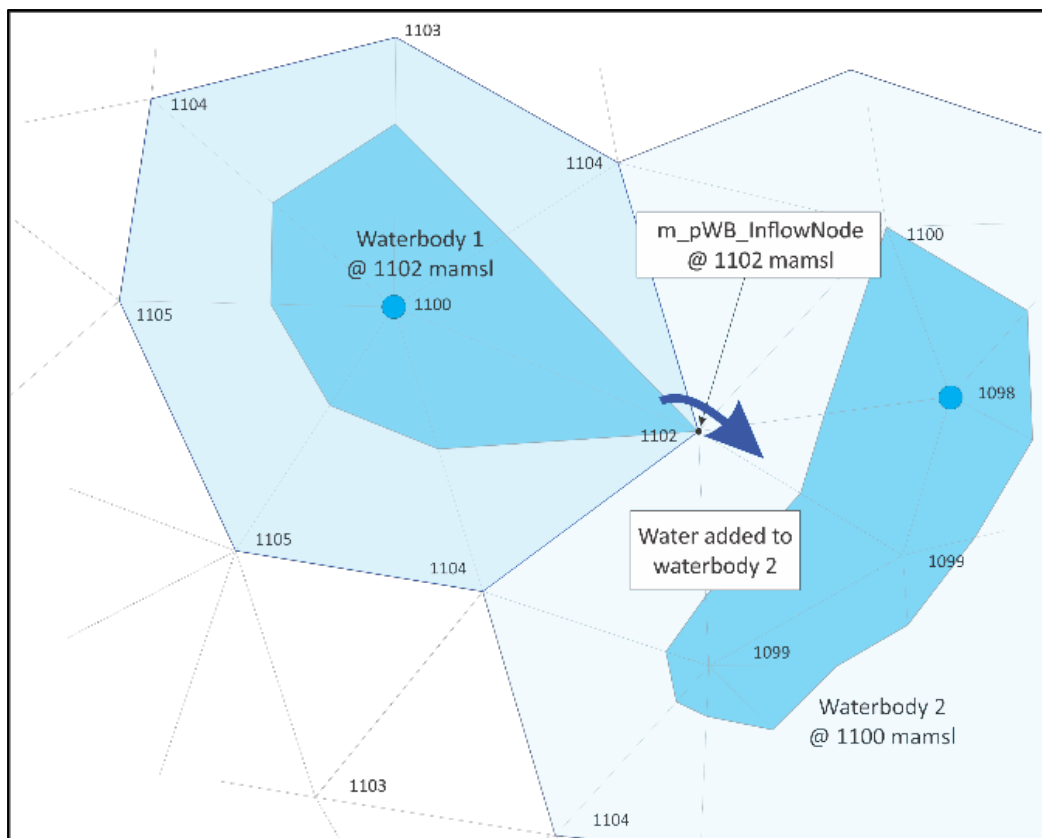 1103
1104
1104
m_pWB_InflowNode
@ 1102 mamsl
1100
Waterbody 1
@ 1102 mamsl
1105
1100
1098
1102
Water added to
waterbody 2
1105
1104
1099
1099
Waterbody 2
@ 1100 mamsl
1103
1104